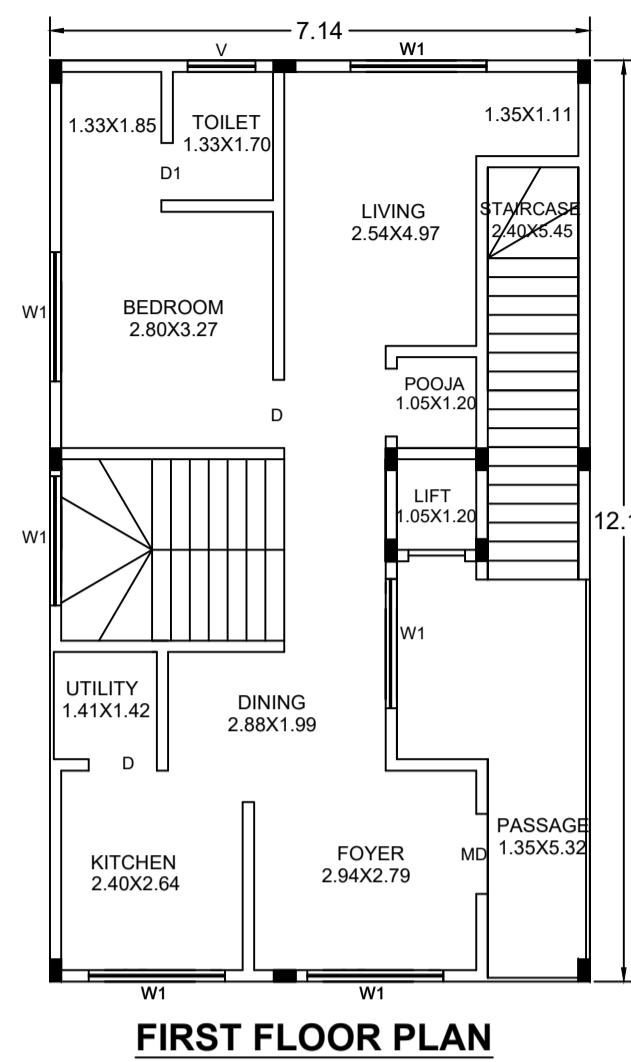 7.14
V
W1
1.33X1.85
TOILET
1.33X1.70
1.35X1.11
D1
LIVING
2.54X4.97
STAIRCASE
2.40X5.45
W1
BEDROOM
2.80X3.27
POOJA
1.05X1.20
D
LIFT
1.05X1.20
W1
12.1
W1
UTILITY
1.41X1.42
DINING
2.88X1.99
D
PASSAGE
1.35X5.32
KITCHEN
2.40X2.64
FOYER
2.94X2.79
MD
W1
W1
FIRST FLOOR PLAN